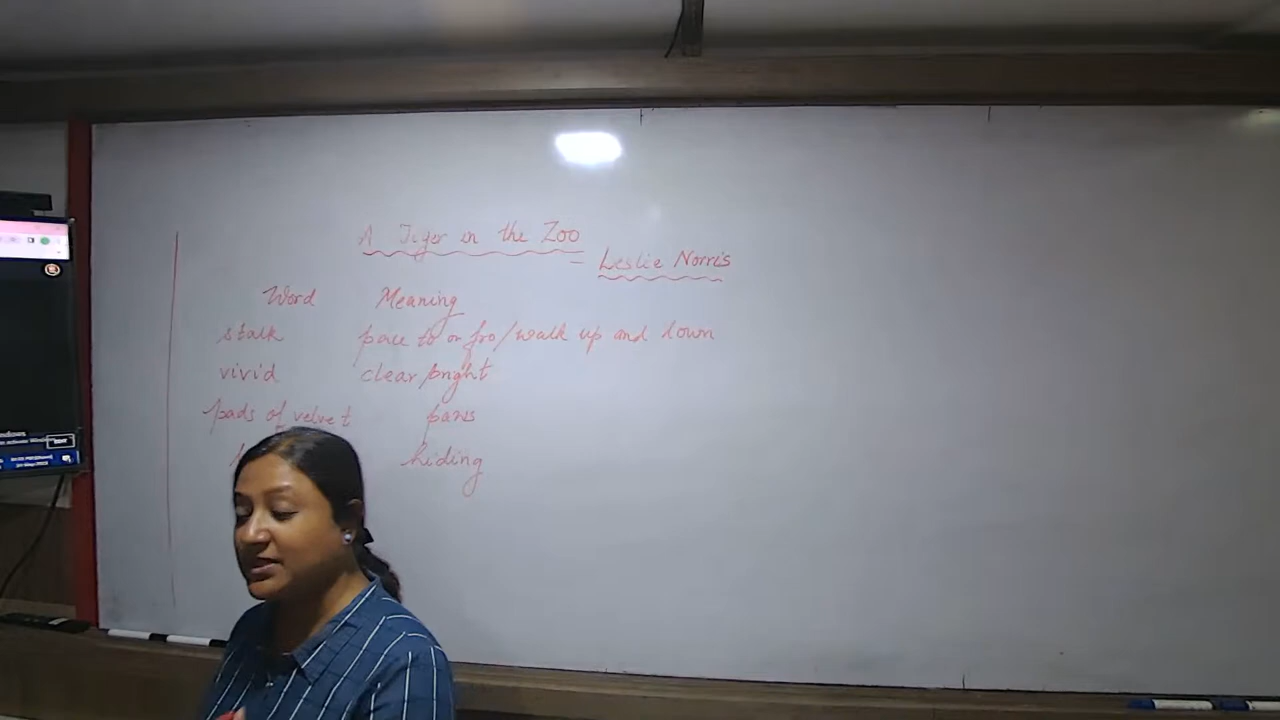 A Tiger in the Zoo
- Leslie Norris
Word Meaning
stalk pace to or fro/walk up and down
vivid clear/bright
pads of velvet paws
hiding